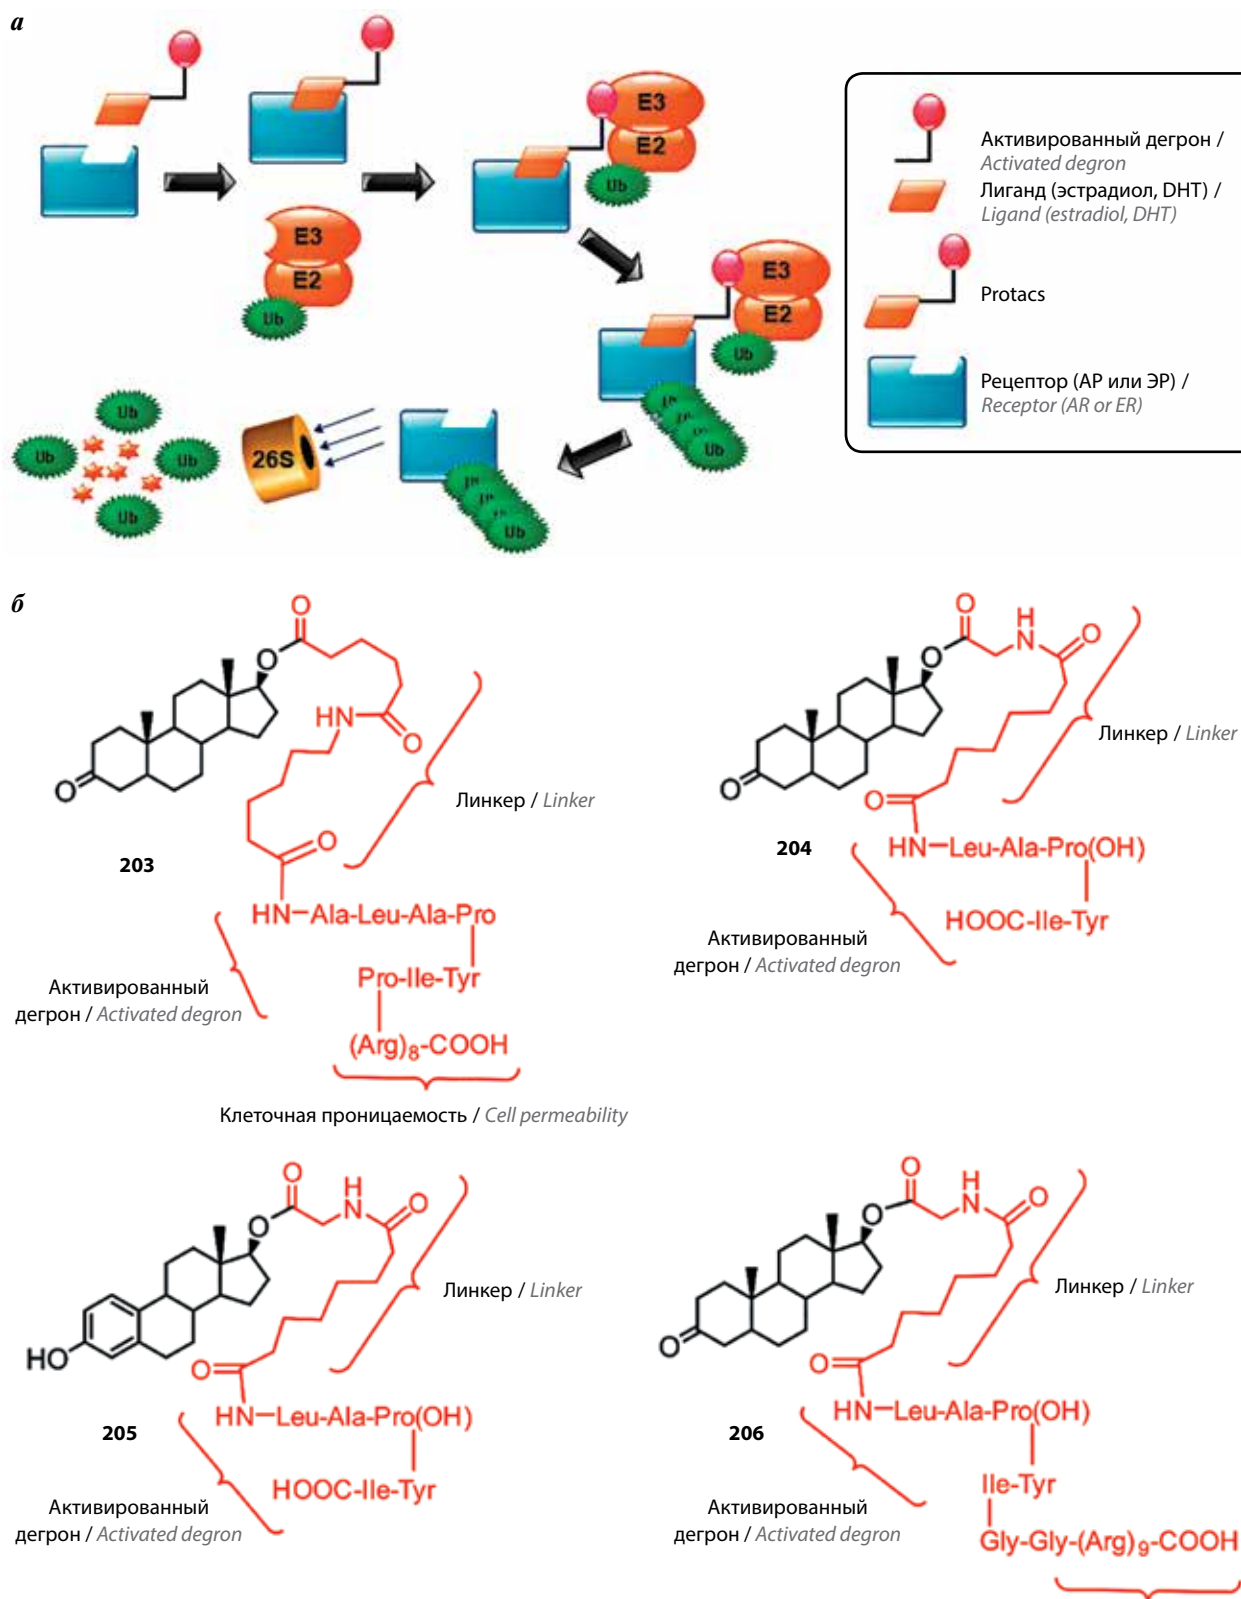 а
E3
E2
Ub
E3
E2
Ub
E3
E2
Ub
Ub
Ub
Ub
Ub
Ub
Ub
26S
Ub
Активированный дегрон /
Activated degron
Лиганд (эстрадиол, DHT) /
Ligand (estradiol, DHT)
Protacs
Рецептор (АР или ЭР) /
Receptor (AR or ER)
б
O
O
HN
O
O
O
HN–Ala-Leu-Ala-Pro
Pro-Ile-Tyr
(Arg)8-COOH
203
Линкер / Linker
Активированный
дегрон / Activated degron
Клеточная проницаемость / Cell permeability
O
H
N
O
O
O
O
HN–Leu-Ala-Pro(OH)
HOOC-Ile-Tyr
204
Линкер / Linker
Активированный
дегрон / Activated degron
O
H
N
O
O
HO
O
HN–Leu-Ala-Pro(OH)
HOOC-Ile-Tyr
205
Линкер / Linker
Активированный
дегрон / Activated degron
O
H
N
O
O
O
O
HN–Leu-Ala-Pro(OH)
Ile-Tyr
Gly-Gly-(Arg)9-COOH
206
Линкер / Linker
Активированный
дегрон / Activated degron